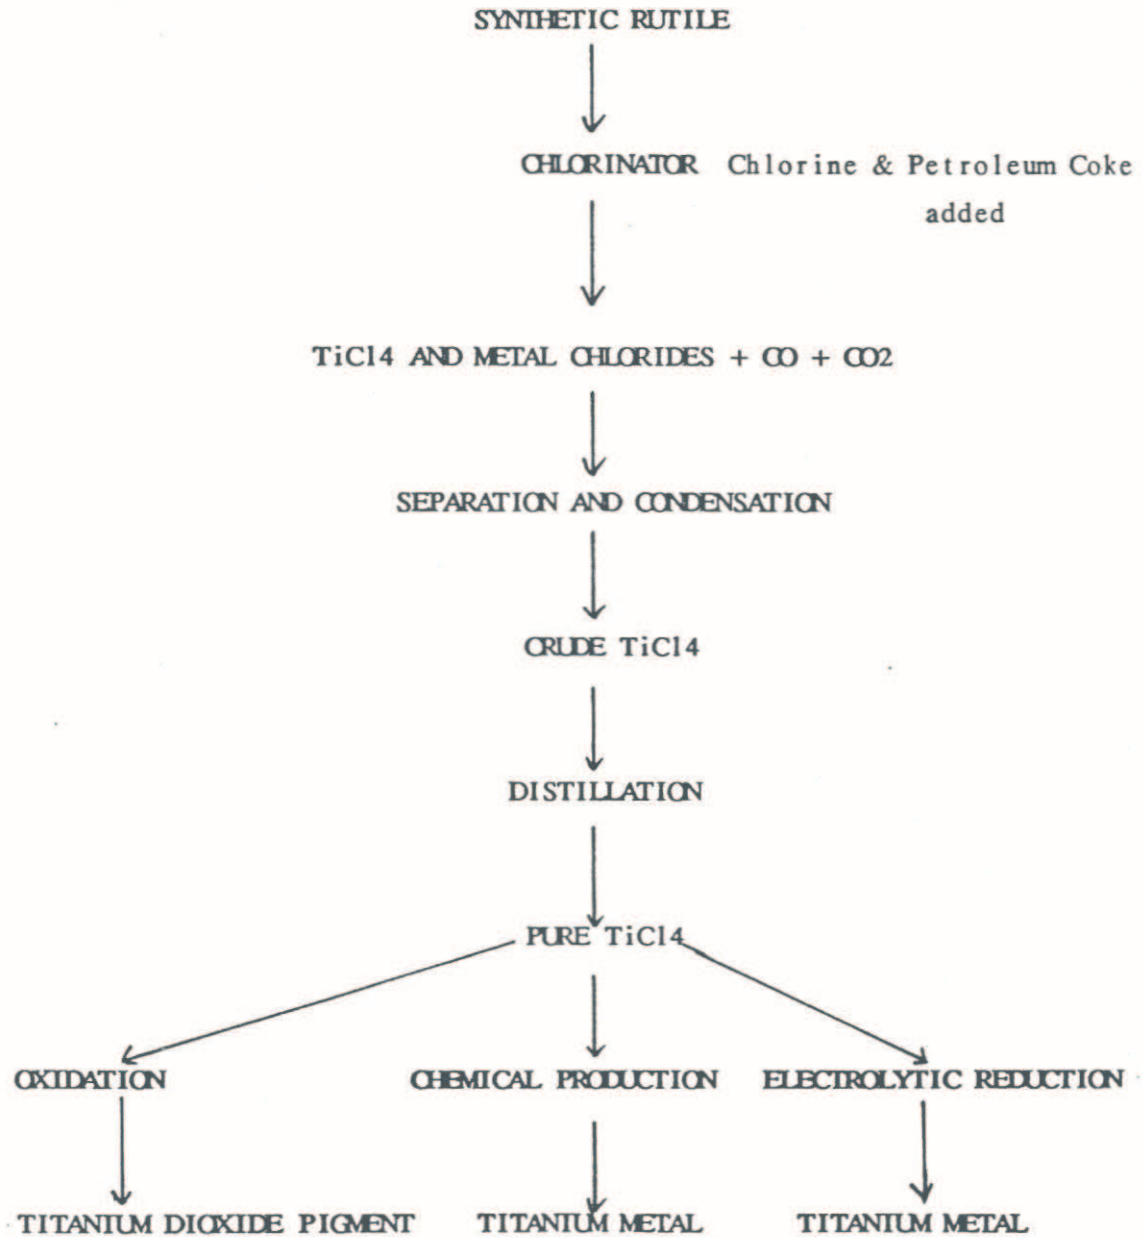 SYNTHETIC RUTILE
CHLORINATOR Chlorine & Petroleum Coke
added
TiCl4 AND METAL CHLORIDES + CO + CO2
SEPARATION AND CONDENSATION
CRUDE TiCl4
DISTILLATION
PURE TiCl4
OXIDATION CHEMICAL PRODUCTION ELECTROLYTIC REDUCTION
TITANIUM DIOXIDE PIGMENT TITANIUM METAL TITANIUM METAL